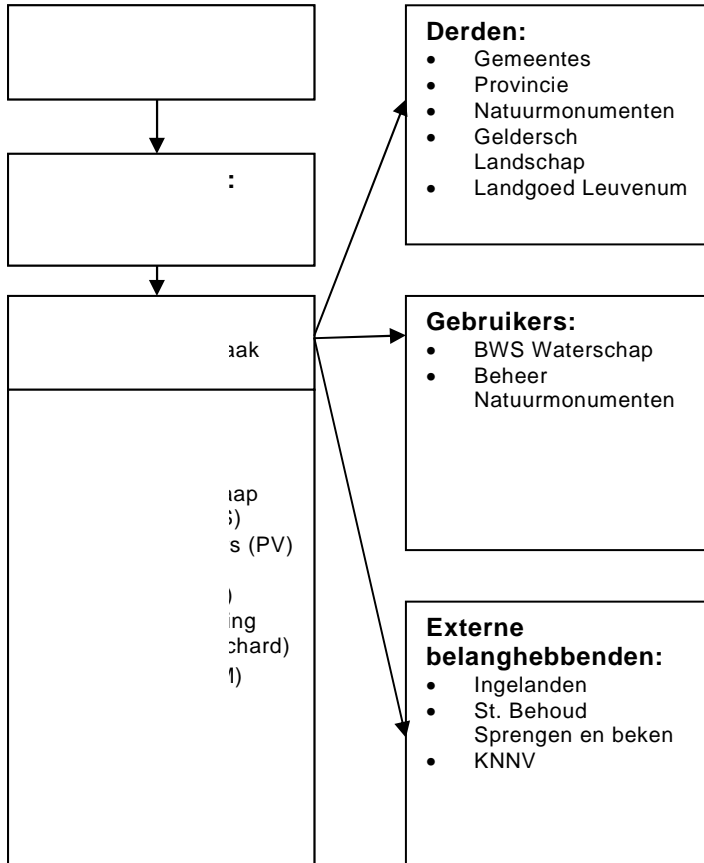 :
aak
aap
S)
s (PV)
)
ing
chard)
M)
Derden:
• Gemeentes
• Provincie
• Natuurmonumenten
• Geldersch
Landschap
• Landgoed Leuvenum
Gebruikers:
• BWS Waterschap
• Beheer
Natuurmonumenten
Externe
belanghebbenden:
• Ingelanden
• St. Behoud
Sprengen en beken
• KNNV